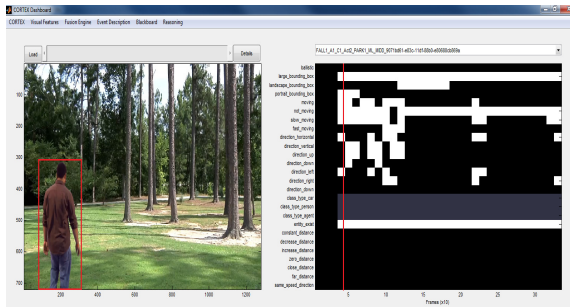 CORTEX Dashboard
CORTEX Visual Features Fusion Engine Event Description Blackboard Reasoning
Load
Details
ballistic
large_bounding_box
landscape_bounding_box
portrait_bounding_box
moving
not_moving
slow_moving
fast_moving
direction_horizontal
direction_vertical
direction_up
direction_down
direction_left
direction_right
direction_down
class_type_car
class_type_person
class_type_agent
entity_exist
constant_distance
decrease_distance
increase_distance
zero_distance
close_distance
far_distance
same_speed_direction
100
200
300
400
500
600
700
200 400 600 800 1000 1200
5 10 15 20 25 30
Frames (x10)